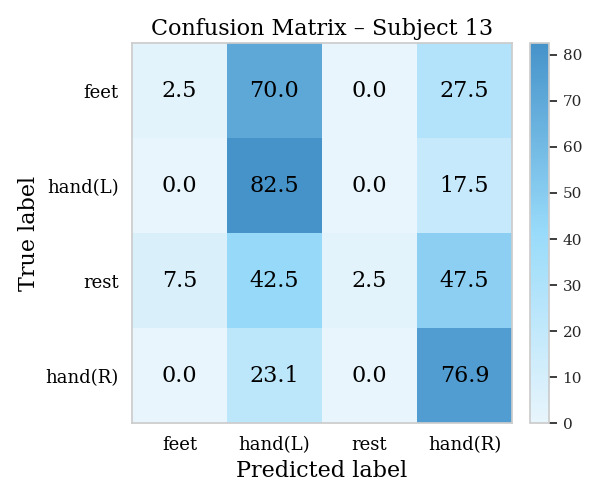 Confusion Matrix – Subject 13
True label
feet 2.5 70.0 0.0 27.5
hand(L) 0.0 82.5 0.0 17.5
rest 7.5 42.5 2.5 47.5
hand(R) 0.0 23.1 0.0 76.9
feet hand(L) rest hand(R)
Predicted label
80
70
60
50
40
30
20
10
0